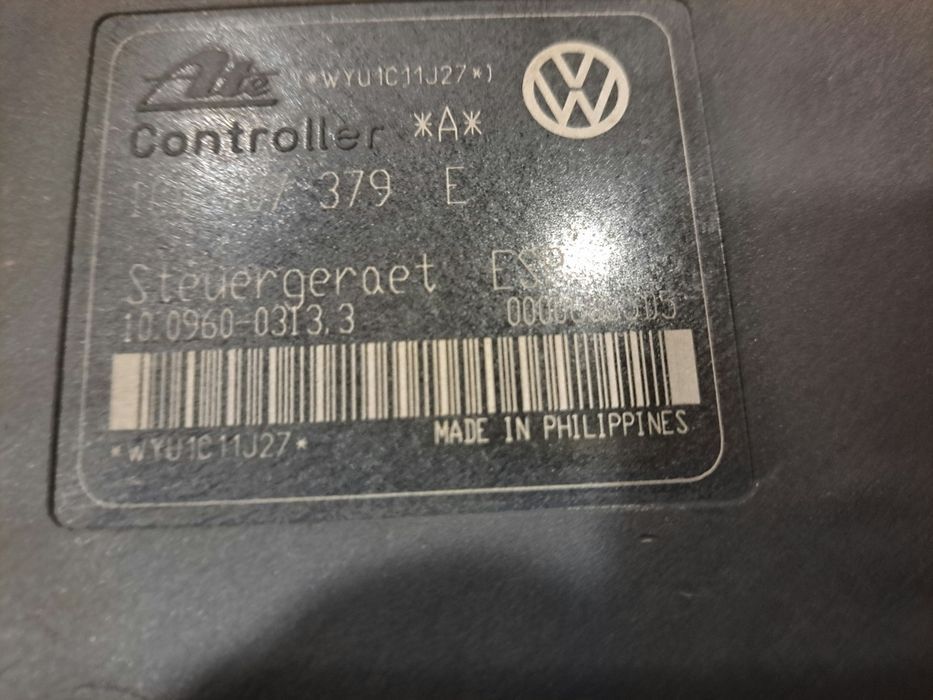 Ate (*WYU1C11J27*)
Controller *A*
379 E
Steuergeraet
10.0960-0313.3
*WYU1C11J27* MADE IN PHILIPPINES